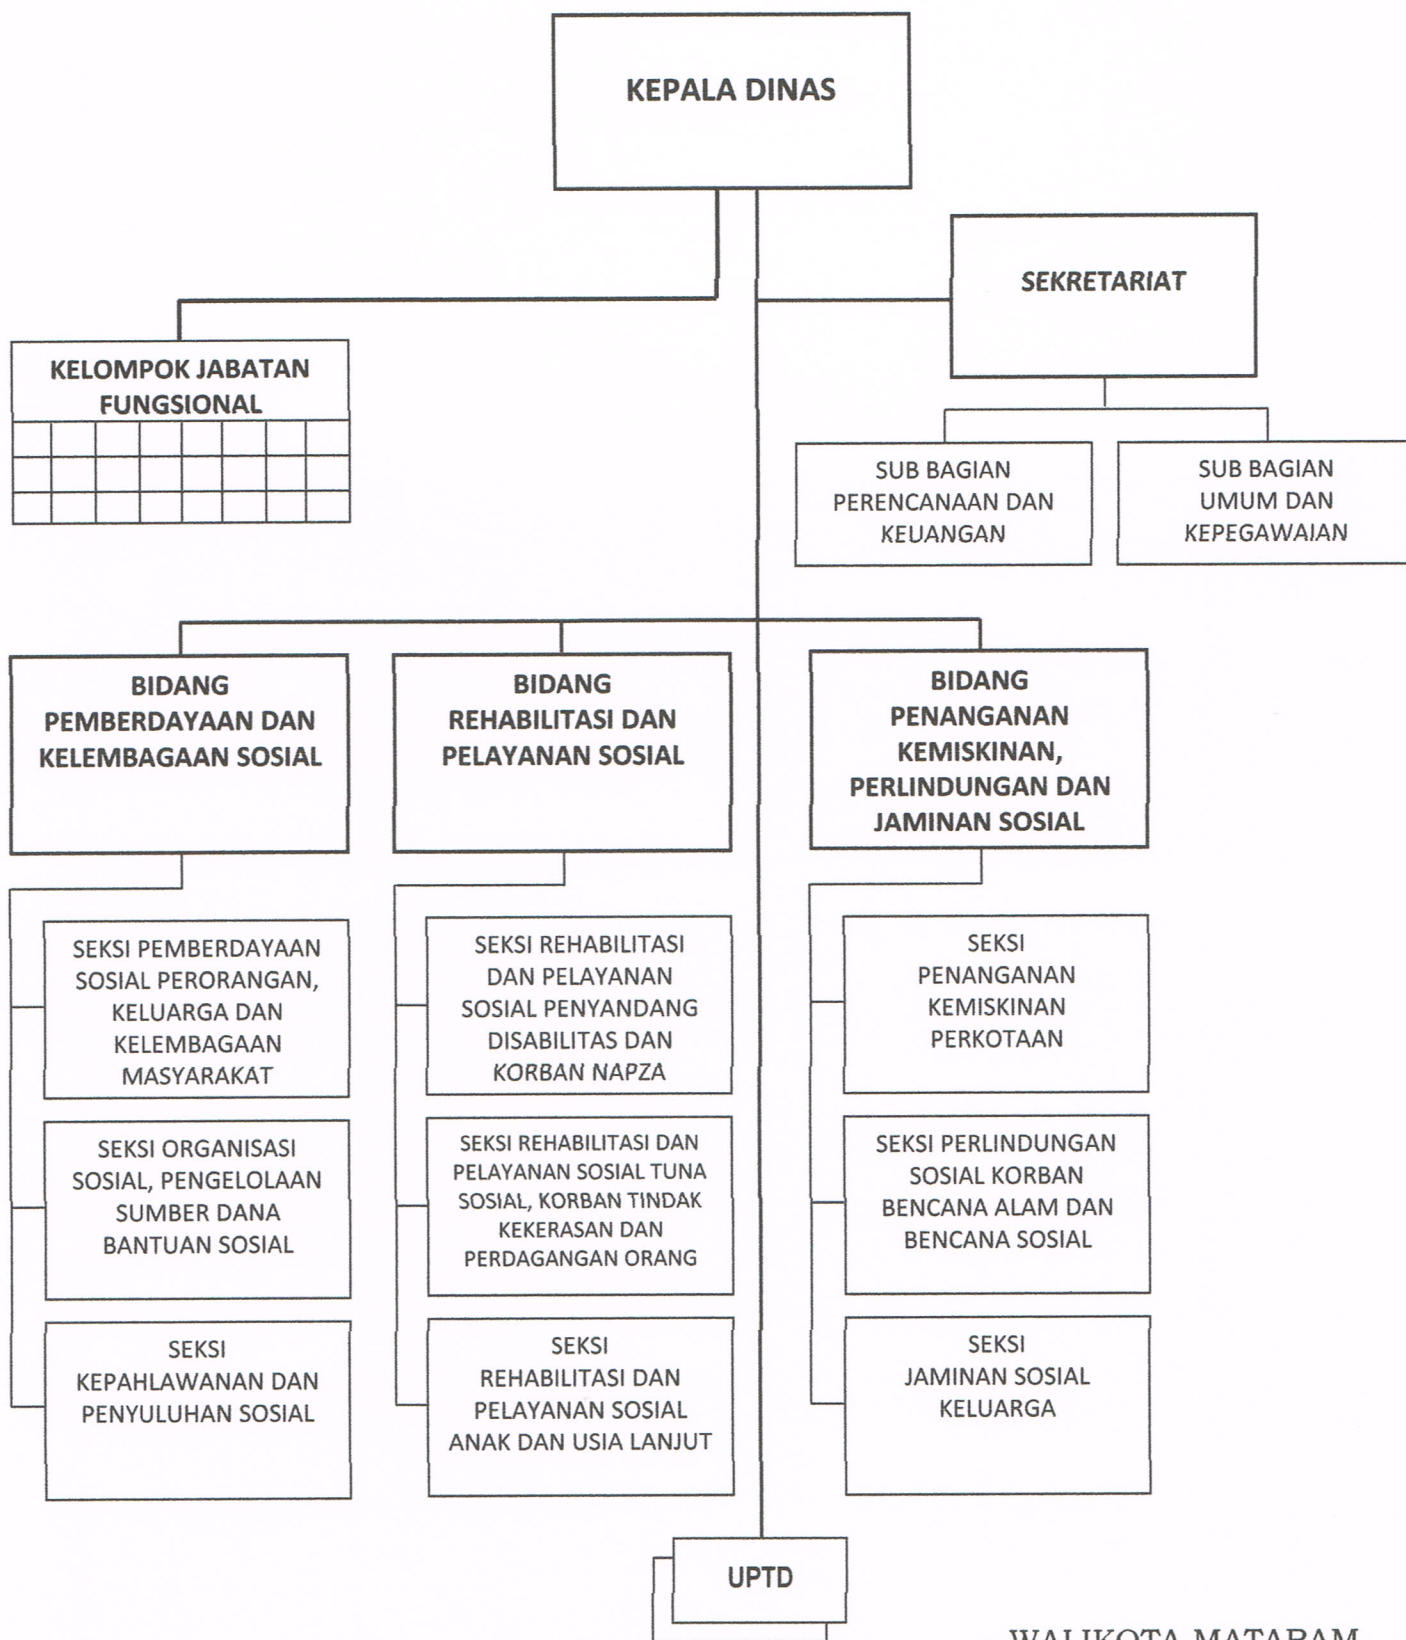 KEPALA DINAS
SEKRETARIAT
KELOMPOK JABATAN
FUNGSIONAL
SUB BAGIAN
PERENCANAAN DAN
KEUANGAN
SUB BAGIAN
UMUM DAN
KEPEGAWAIAN
BIDANG
PEMBERDAYAAN DAN
KELEMBAGAAN SOSIAL
BIDANG
REHABILITASI DAN
PELAYANAN SOSIAL
BIDANG
PENANGANAN
KEMISKINAN,
PERLINDUNGAN DAN
JAMINAN SOSIAL
SEKSI PEMBERDAYAAN
SOSIAL PERORANGAN,
KELUARGA DAN
KELEMBAGAAN
MASYARAKAT
SEKSI REHABILITASI
DAN PELAYANAN
SOSIAL PENYANDANG
DISABILITAS DAN
KORBAN NAPZA
SEKSI
PENANGANAN
KEMISKINAN
PERKOTAAN
SEKSI ORGANISASI
SOSIAL, PENGELOLAAN
SUMBER DANA
BANTUAN SOSIAL
SEKSI REHABILITASI DAN
PELAYANAN SOSIAL TUNA
SOSIAL, KORBAN TINDAK
KEKERASAN DAN
PERDAGANGAN ORANG
SEKSI PERLINDUNGAN
SOSIAL KORBAN
BENCANA ALAM DAN
BENCANA SOSIAL
SEKSI
KEPAHLAWANAN DAN
PENYULUHAN SOSIAL
SEKSI
REHABILITASI DAN
PELAYANAN SOSIAL
ANAK DAN USIA LANJUT
SEKSI
JAMINAN SOSIAL
KELUARGA
UPTD
WALIKOTA MATARAM